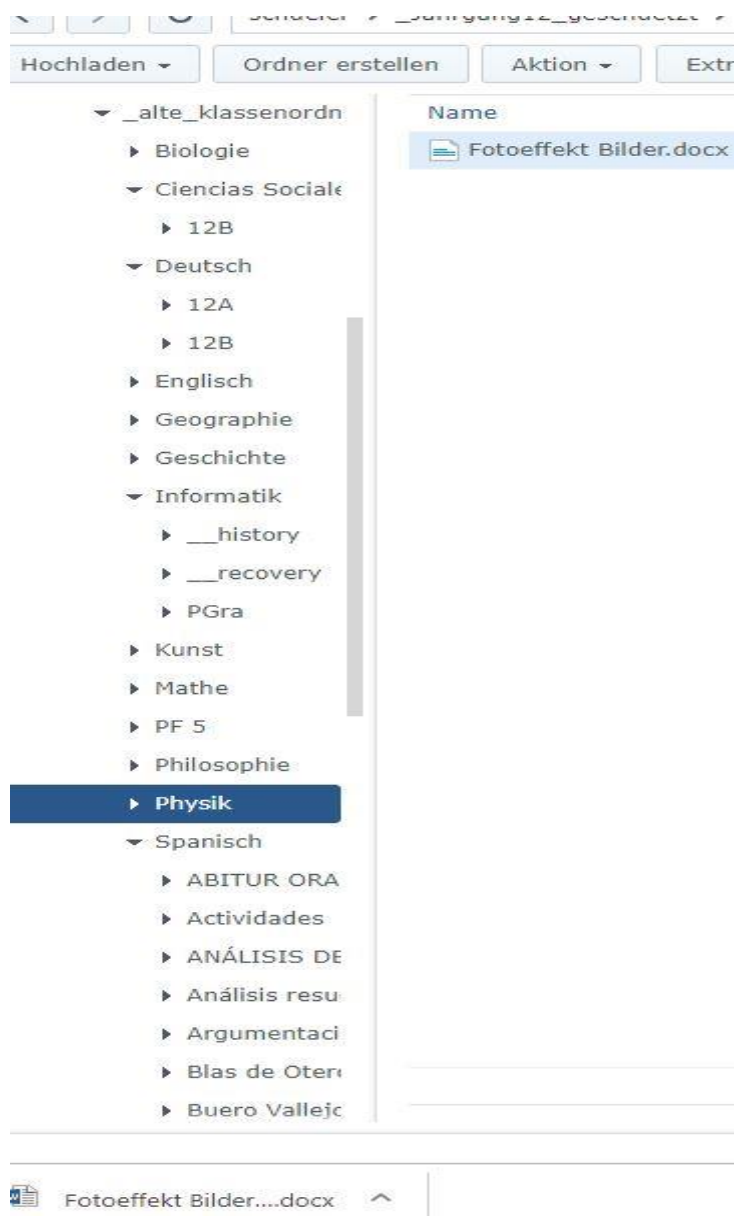 Hochladen Ordner erstellen Aktion Extr
_alte_klassenordn
Name
Biologie
Fotoeffekt Bilder.docx
Ciencias Sociale
12B
Deutsch
12A
12B
Englisch
Geographie
Geschichte
Informatik
__history
__recovery
PGra
Kunst
Mathe
PF 5
Philosophie
Physik
Spanisch
ABITUR ORA
Actividades
ANÁLISIS DE
Análisis resu
Argumentaci
Blas de Oter
Buero Vallejo
Fotoeffekt Bilder....docx